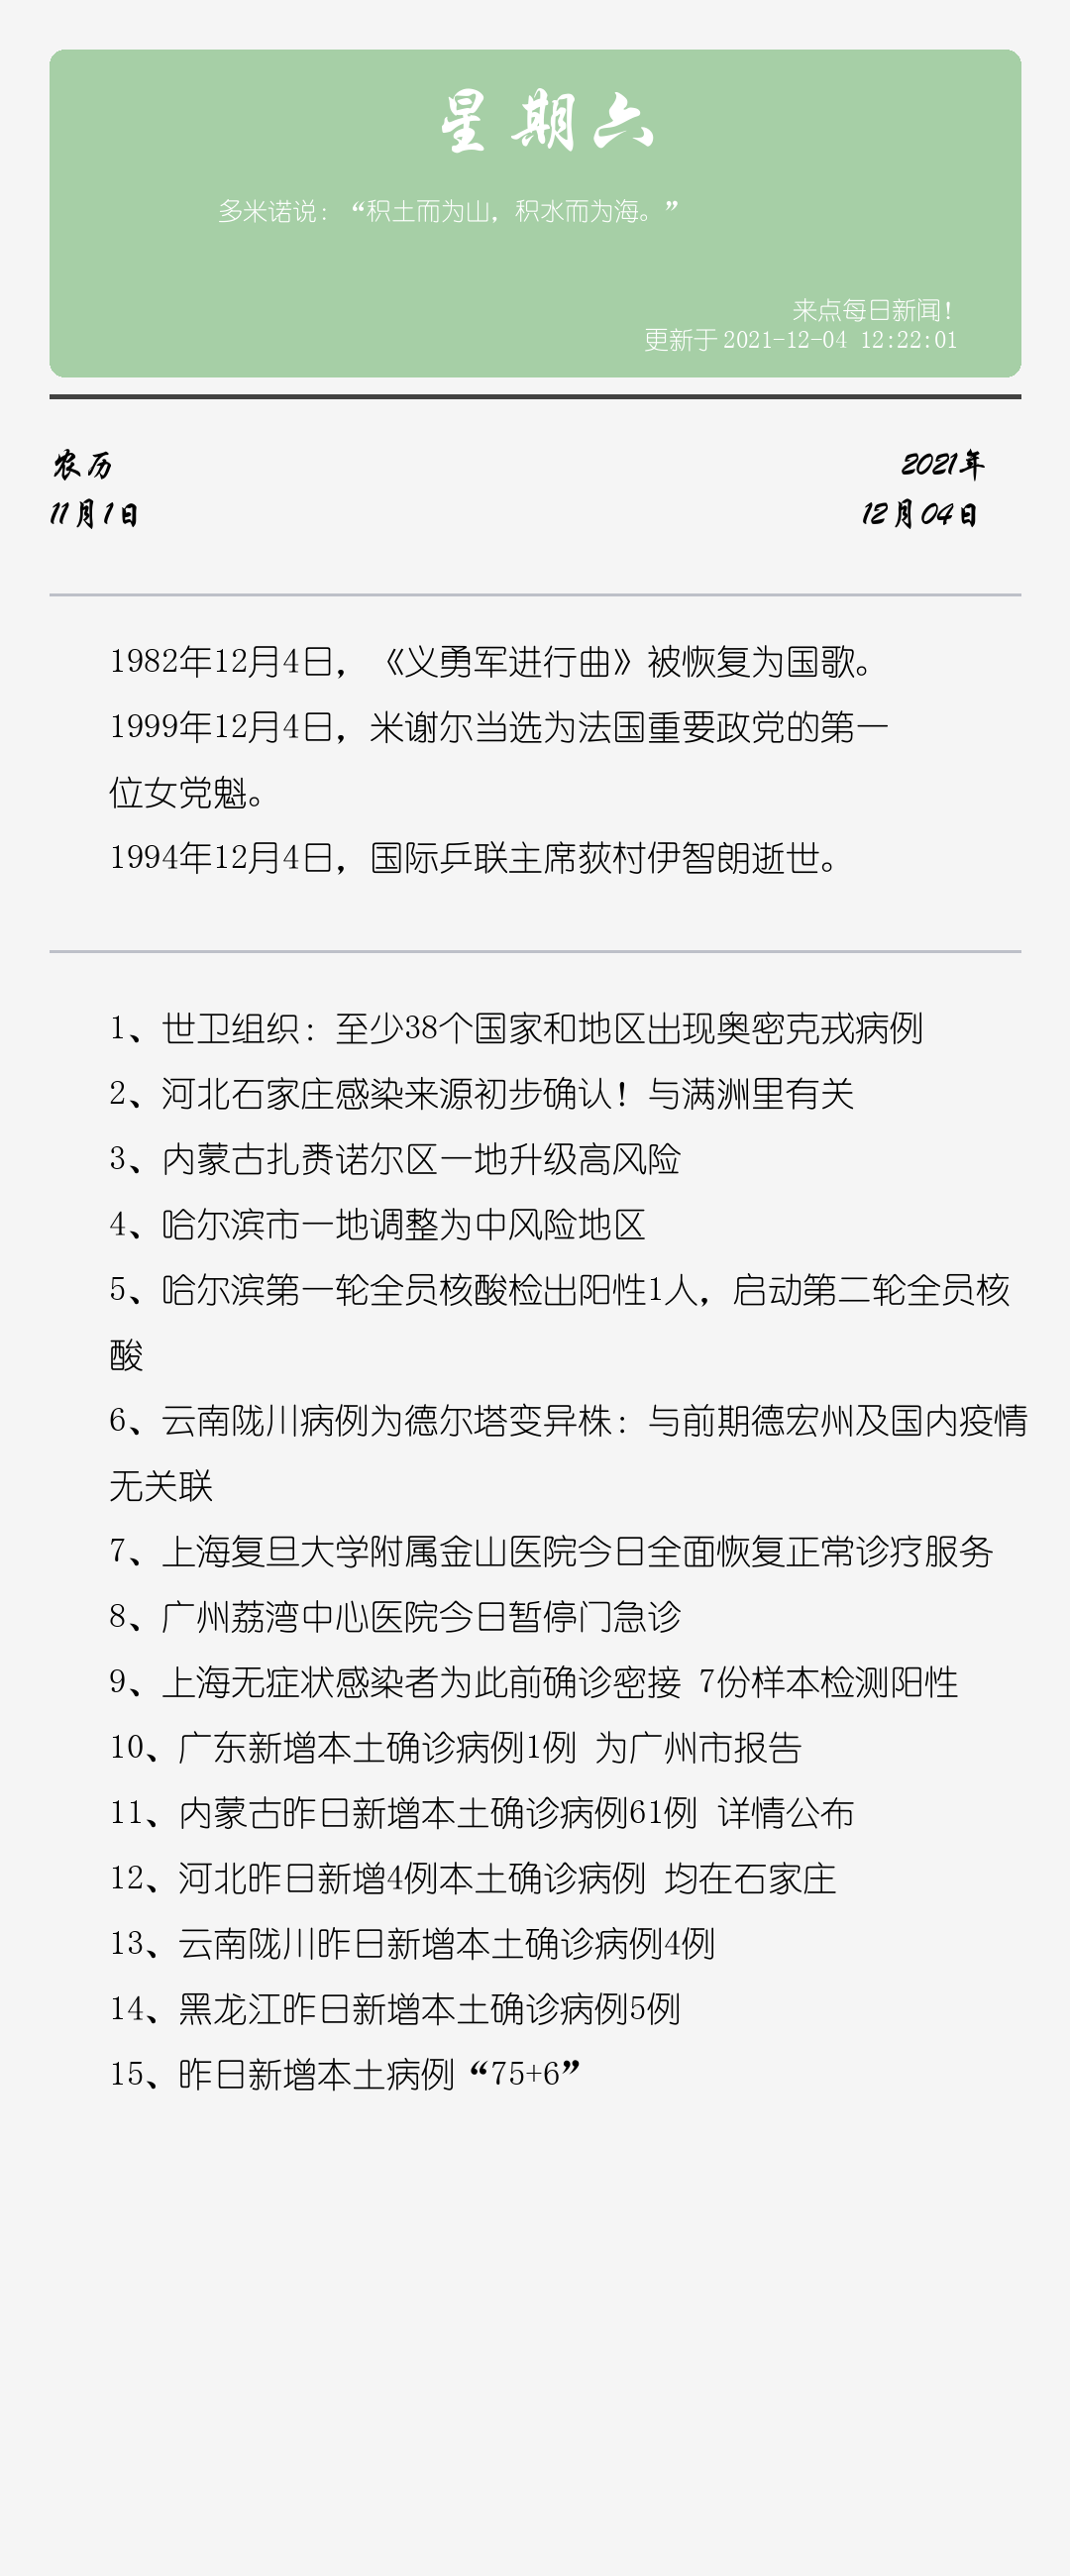 星期六
多米诺说：“积土而为山，积水而为海。”
来点每日新闻！
更新于 2021-12-04 12:22:01
农历
2021年
11月1日
12月04日
1982年12月4日，《义勇军进行曲》被恢复为国歌。
1999年12月4日，米谢尔当选为法国重要政党的第一
位女党魁。
1994年12月4日，国际乒联主席荻村伊智朗逝世。
1、世卫组织：至少38个国家和地区出现奥密克戎病例
2、河北石家庄感染来源初步确认！与满洲里有关
3、内蒙古扎赉诺尔区一地升级高风险
4、哈尔滨市一地调整为中风险地区
5、哈尔滨第一轮全员核酸检出阳性1人，启动第二轮全员核
酸
6、云南陇川病例为德尔塔变异株：与前期德宏州及国内疫情
无关联
7、上海复旦大学附属金山医院今日全面恢复正常诊疗服务
8、广州荔湾中心医院今日暂停门急诊
9、上海无症状感染者为此前确诊密接 7份样本检测阳性
10、广东新增本土确诊病例1例 为广州市报告
11、内蒙古昨日新增本土确诊病例61例 详情公布
12、河北昨日新增4例本土确诊病例 均在石家庄
13、云南陇川昨日新增本土确诊病例4例
14、黑龙江昨日新增本土确诊病例5例
15、昨日新增本土病例“75+6”